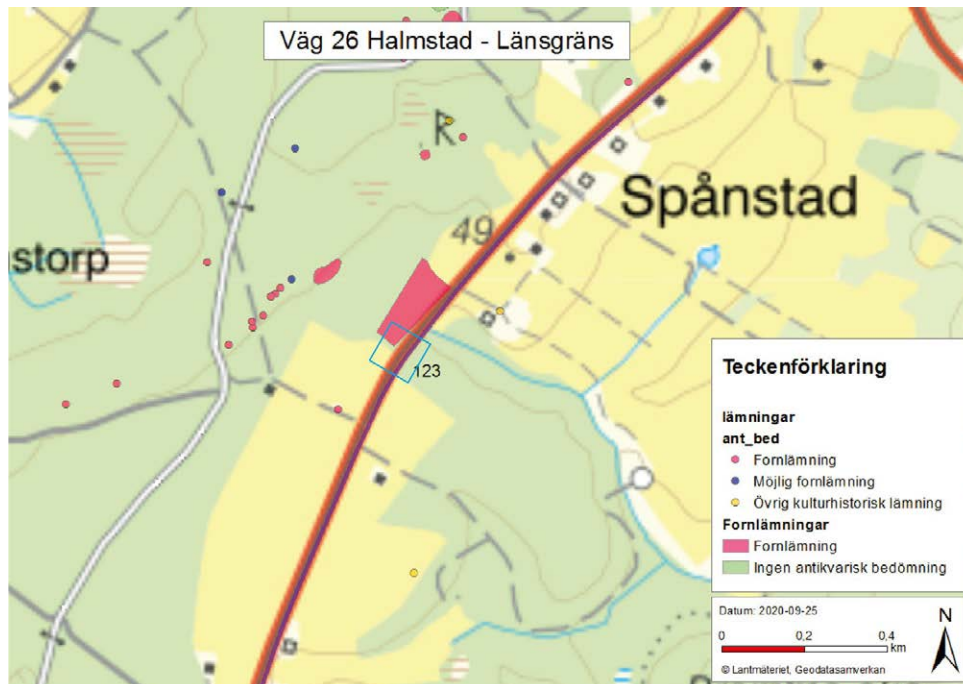 Väg 26 Halmstad - Länsgräns
R
Spånstad
49
storp
123
Teckenförklaring
lämningar
ant_bed
Fornlämning
Möjlig fornlämning
Övrig kulturhistorisk lämning
Fornlämningar
Fornlämning
Ingen antikvarisk bedömning
Datum: 2020-09-25
N
0 0,2 0,4
km
© Lantmäteriet, Geodatasamverkan